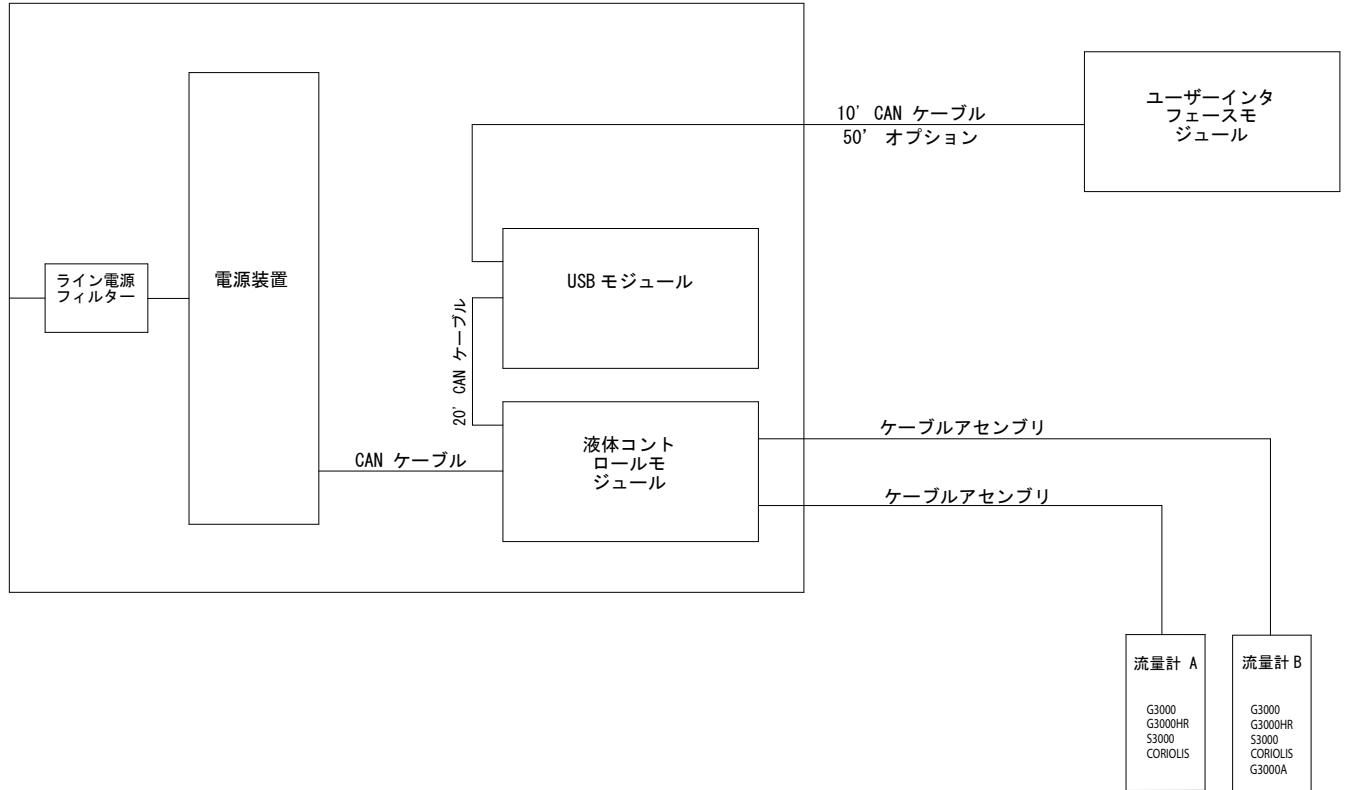 10' CAN ケーブル
50' オプション
ユーザーインタ
フェースモ
ジュール
ライン電源
フィルター
電源装置
USB モジュール
20' CAN ケーブル
CAN ケーブル
液体コント
ロールモ
ジュール
ケーブルアセンブリ
ケーブルアセンブリ
流量計 A
G3000
G3000HR
S3000
CORIOLIS
流量計 B
G3000
G3000HR
S3000
CORIOLIS
G3000A